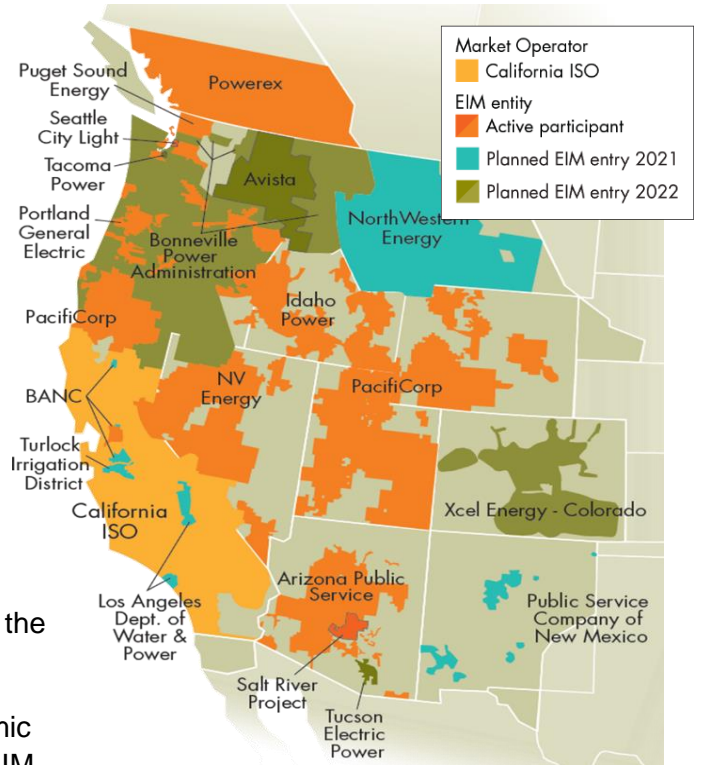 Market Operator
California ISO
EIM entity
Active participant
Planned EIM entry 2021
Planned EIM entry 2022
Puget Sound
Energy
Powerex
Seattle
City Light
Tacoma
Power
Avista
Portland
General
Electric
Bonneville
Power
Administration
NorthWestern
Energy
PacifiCorp
Idaho
Power
BANC
NV
Energy
PacifiCorp
Turlock
Irrigation
District
California
ISO
Xcel Energy - Colorado
Los Angeles
Dept. of
Water &
Power
Arizona Public
Service
Public Service
Company of
New Mexico
Salt River
Project
Tucson
Electric
Power
the